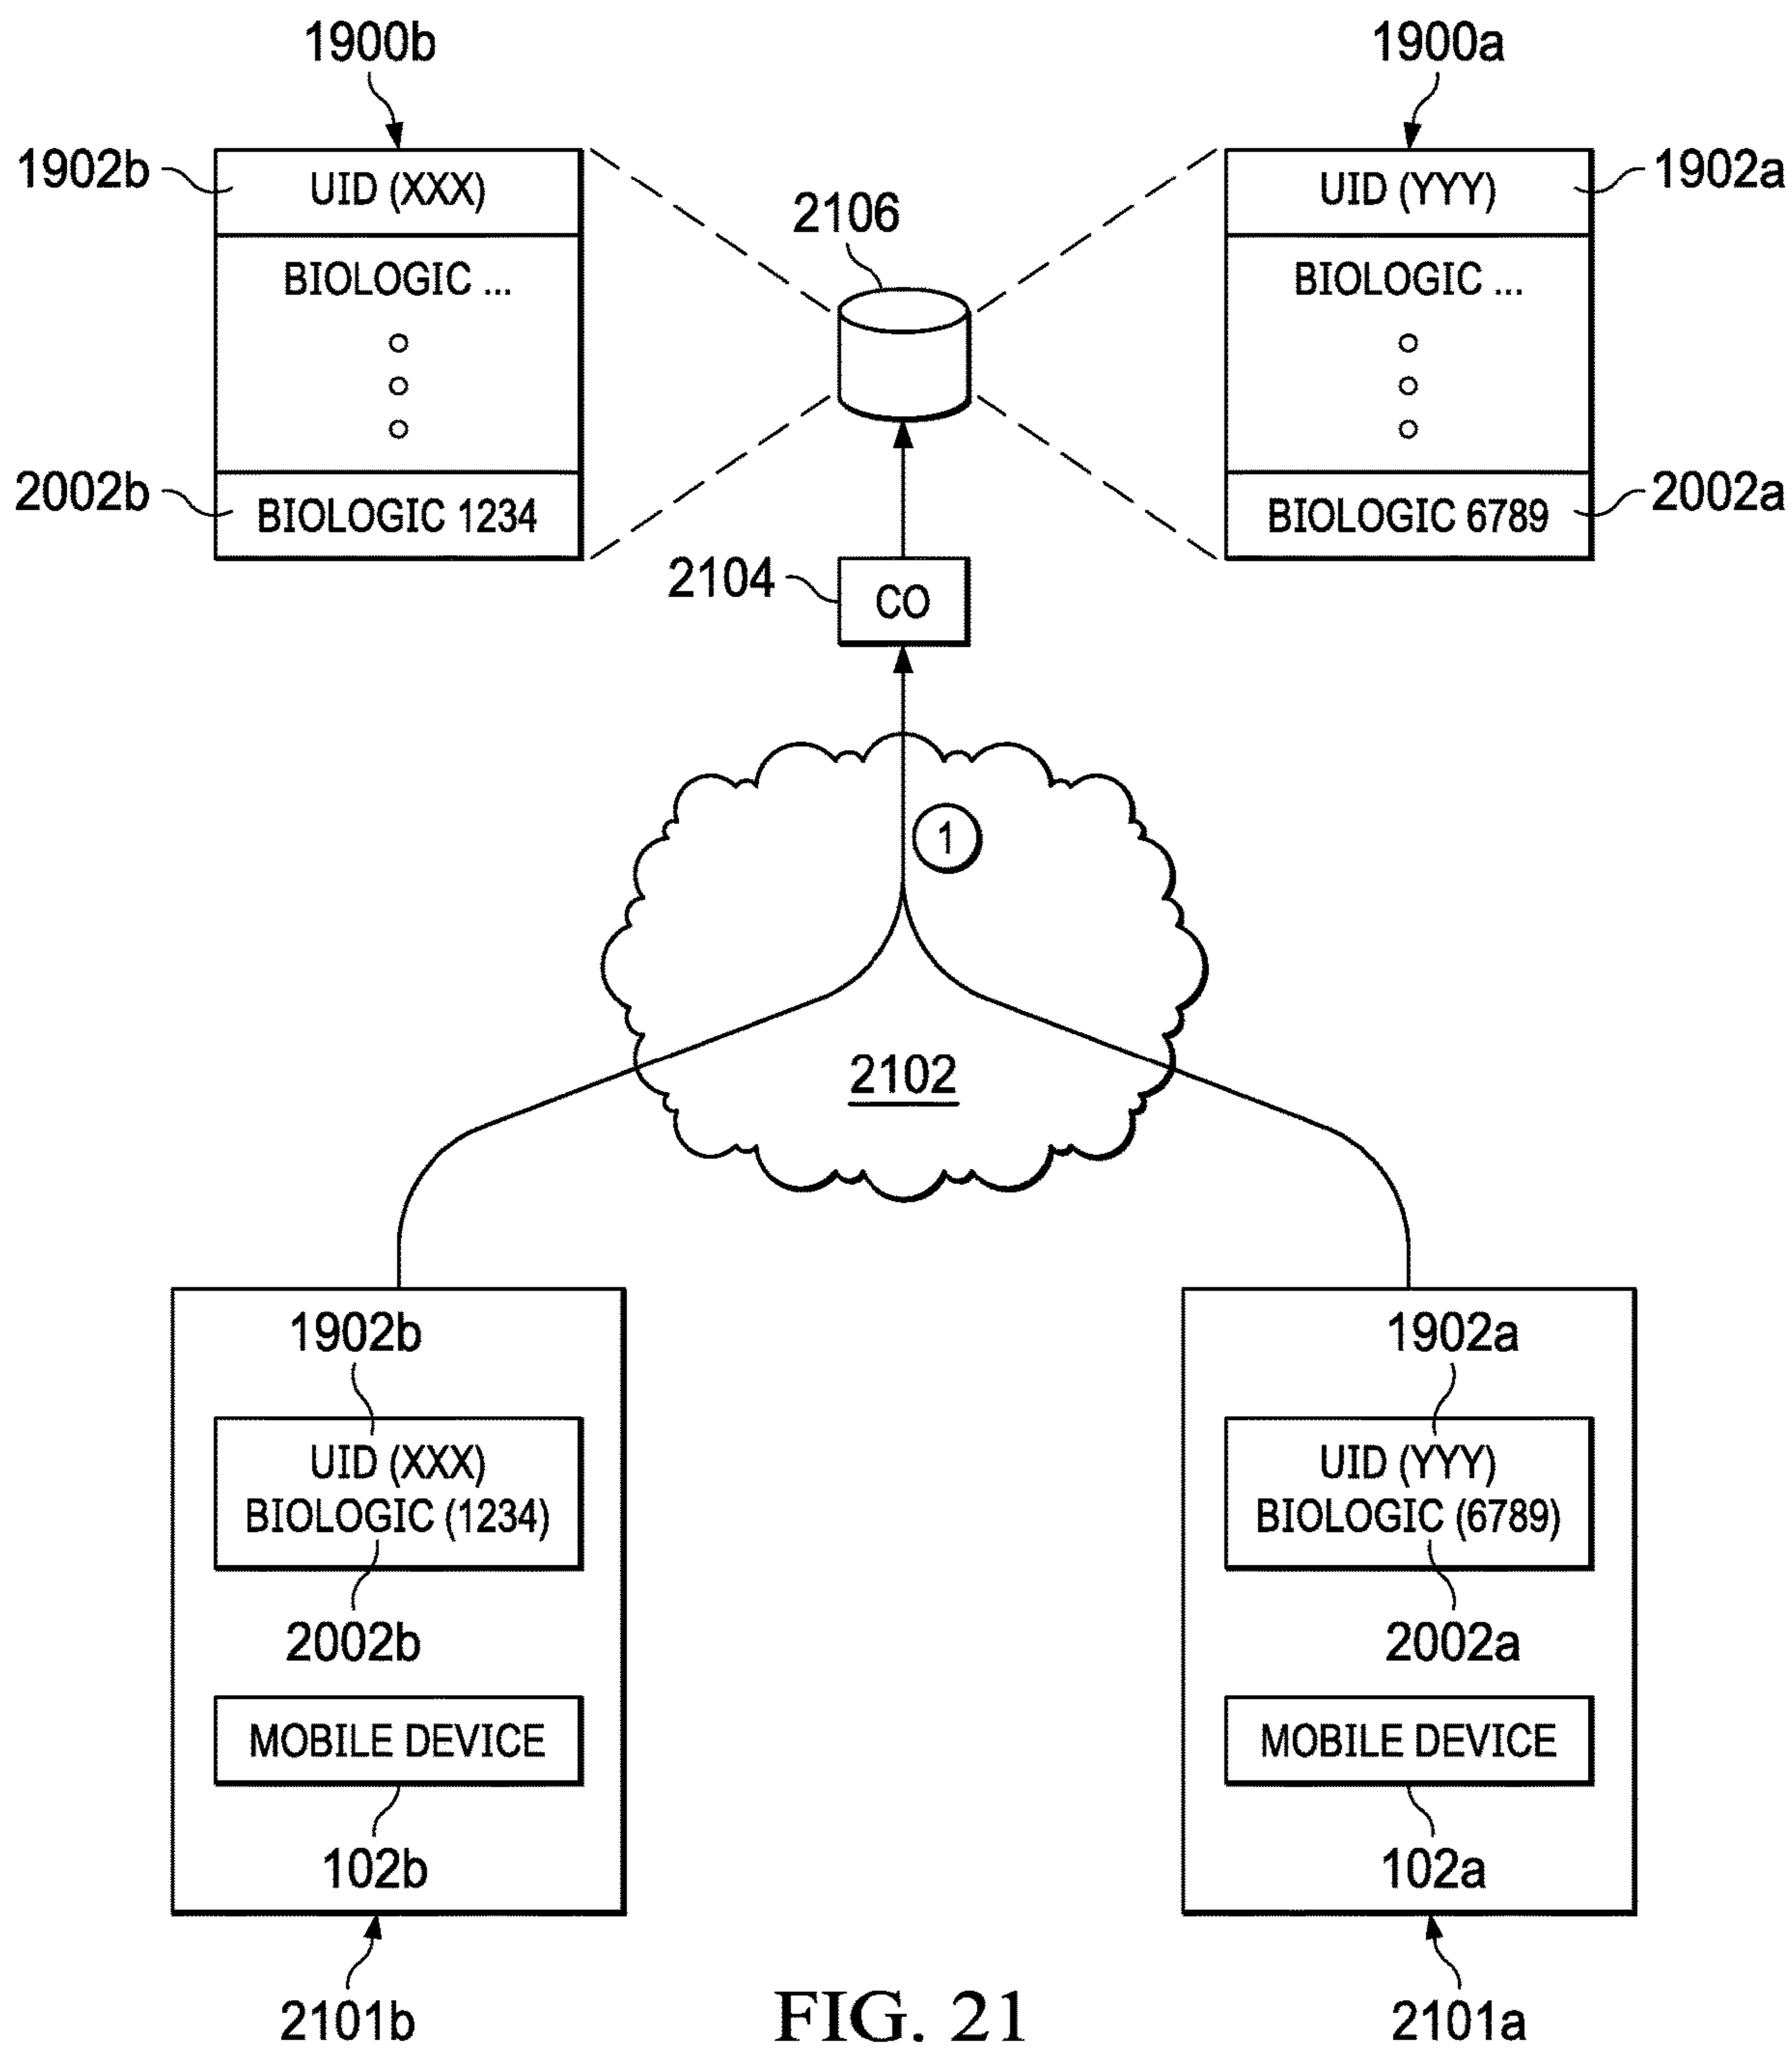 1900b
1900a
1902b
UID (XXX)
UID (YYY)
1902a
2106
BIOLOGIC ...
BIOLOGIC ...
2002b
BIOLOGIC 1234
BIOLOGIC 6789
2002a
2104
CO
1
2102
1902b
1902a
UID (XXX)
BIOLOGIC (1234)
UID (YYY)
BIOLOGIC (6789)
2002b
2002a
MOBILE DEVICE
MOBILE DEVICE
102b
102a
2101b
FIG. 21
2101a